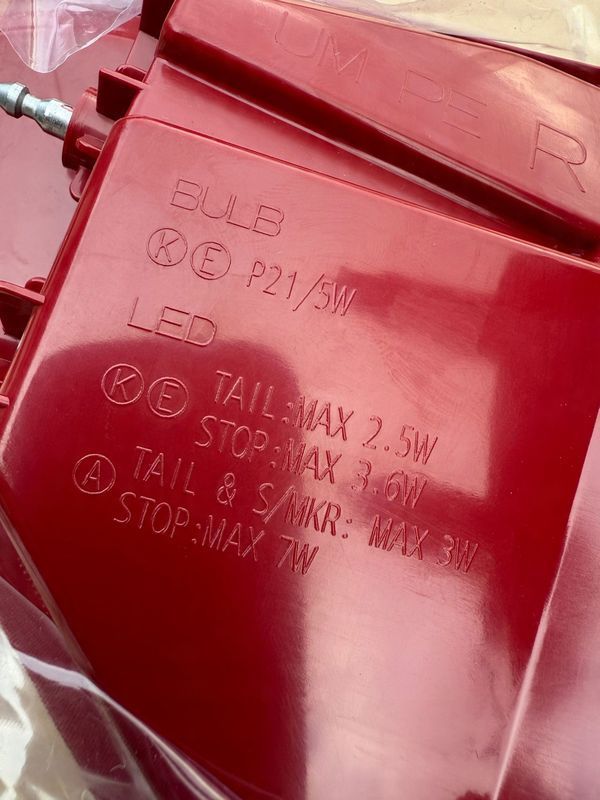 UMPER
BULB
Ⓚ Ⓔ P21/5W
LED
Ⓚ Ⓔ TAIL:MAX 2.5W
STOP:MAX 3.6W
Ⓐ TAIL & S/MKR: MAX 3W
STOP:MAX 7W